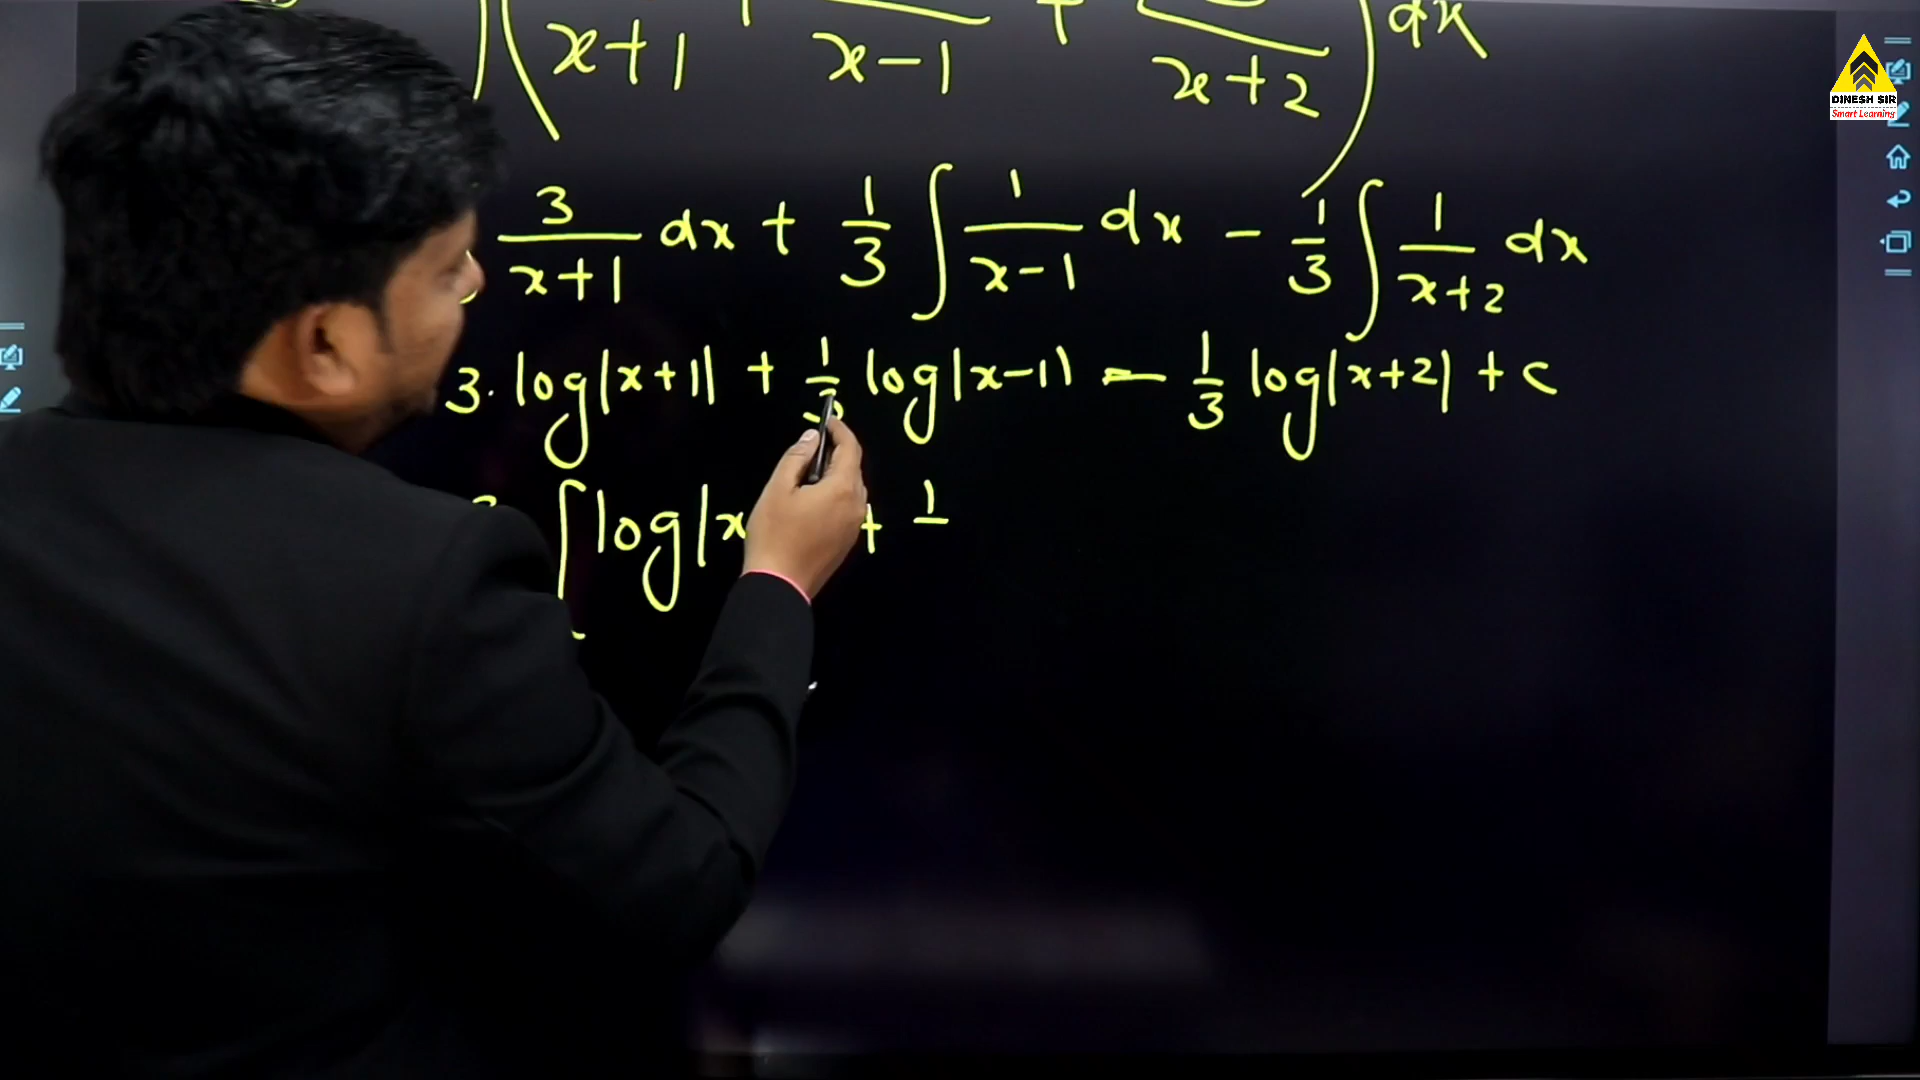 x+1 x-1 + x+2 dx
3/x+1 dx + 1/3 ∫ 1/x-1 dx - 1/3 ∫ 1/x+2 dx
3. log|x+1| + 1/3 log|x-1| - 1/3 log|x+2| + c
[log|x + 1
DINESH SIR
Smart Learning